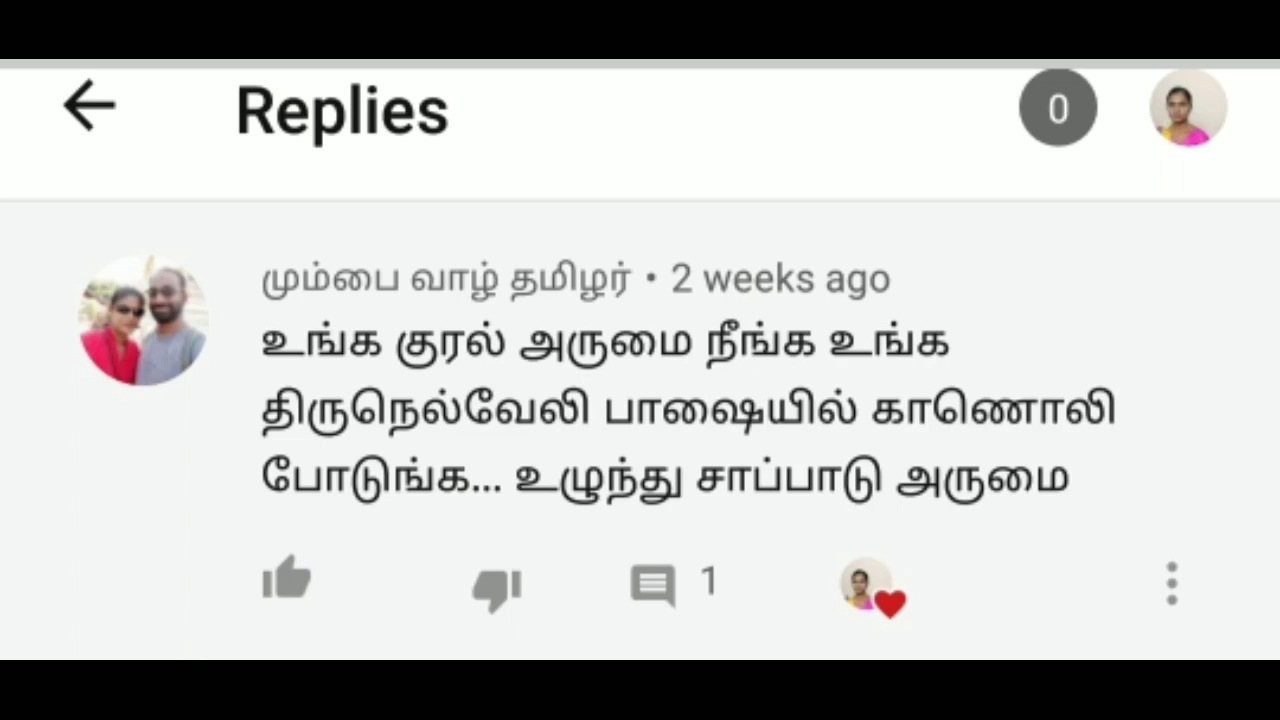 Replies
0
மும்பை வாழ் தமிழர் • 2 weeks ago
உங்க குரல் அருமை நீங்க உங்க
திருநெல்வேலி பாஷையில் காணொலி
போடுங்க... உழுந்து சாப்பாடு அருமை
1